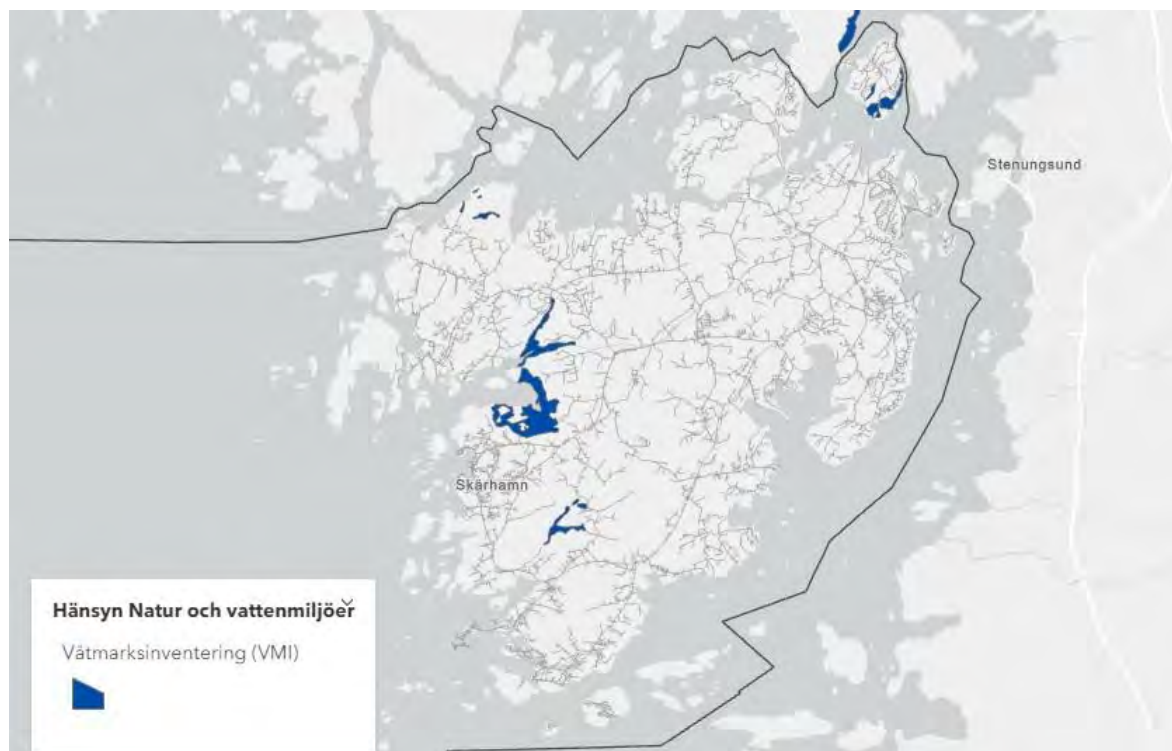 Stenungsund
Skärhamn
Hänsyn Natur och vattenmiljöer
Våtmarksinventering (VMI)